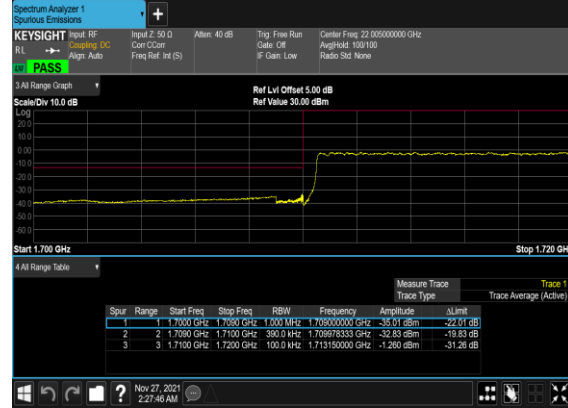 Spectrum Analyzer 1
Spurious Emissions
+
KEYSIGHT Input: RF Input Z: 50 Ω Atten: 40 dB Trig: Free Run Center Freq: 22.005000000 GHz
RL Coupling: DC Corr CCorr Gate: Off Avg|Hold: 100/100
Align: Auto Freq Ref: Int (S) IF Gain: Low Radio Std: None
PASS
3 All Range Graph
Ref Lvl Offset 5.00 dB
Scale/Div 10.0 dB Ref Value 30.00 dBm
Log
20.0
10.0
0.00
-10.0
-20.0
-30.0
-40.0
-50.0
-60.0
Start 1.700 GHz Stop 1.720 GH
4 All Range Table
Measure Trace Trace 1
Trace Type Trace Average (Active)
Spur Range Start Freq Stop Freq RBW Frequency Amplitude ΔLimit
1 1 1.7000 GHz 1.7090 GHz 1.000 MHz 1.709000000 GHz -35.01 dBm -22.01 dB
2 2 1.7090 GHz 1.7100 GHz 390.0 kHz 1.709978333 GHz -32.83 dBm -19.83 dB
3 3 1.7100 GHz 1.7200 GHz 100.0 kHz 1.713150000 GHz -1.260 dBm -31.26 dB
? Nov 27, 2021
2:27:46 AM